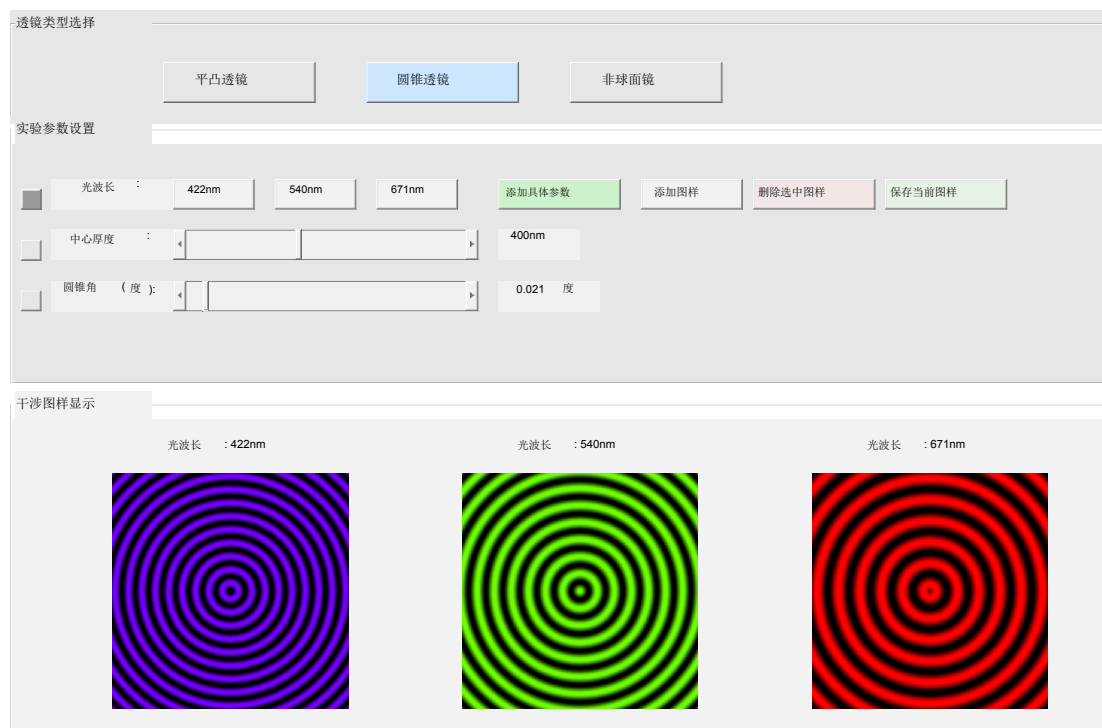 透镜类型选择
平凸透镜 圆锥透镜 非球面镜
实验参数设置
光波长 : 422nm 540nm 671nm 添加具体参数 添加图样 删除选中图样 保存当前图样
中心厚度 : 400nm
圆锥角 (度): 0.021 度
干涉图样显示
光波长 :422nm 光波长 :540nm 光波长 :671nm